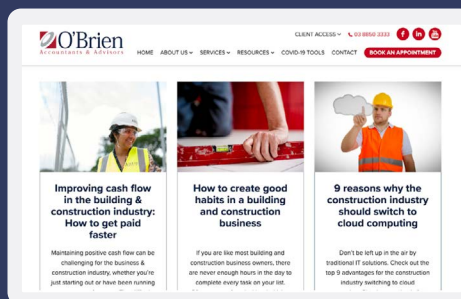 CLIENT ACCESS 03 8850 3333
O'Brien
Accountants & Advisors
HOME ABOUT US SERVICES RESOURCES COVID-19 TOOLS CONTACT BOOK AN APPOINTMENT
Improving cash flow
in the building &
construction industry:
How to get paid
faster
Maintaining positive cash flow can be
challenging for the business &
construction industry, whether you're
just starting out or have been running
How to create good
habits in a building
and construction
business
If you are like most building and
construction business owners, there
are never enough hours in the day to
complete every task on your list.
9 reasons why the
construction industry
should switch to
cloud computing
Don't be left up in the air by
traditional IT solutions. Check out the
top 9 advantages for the construction
industry switching to cloud